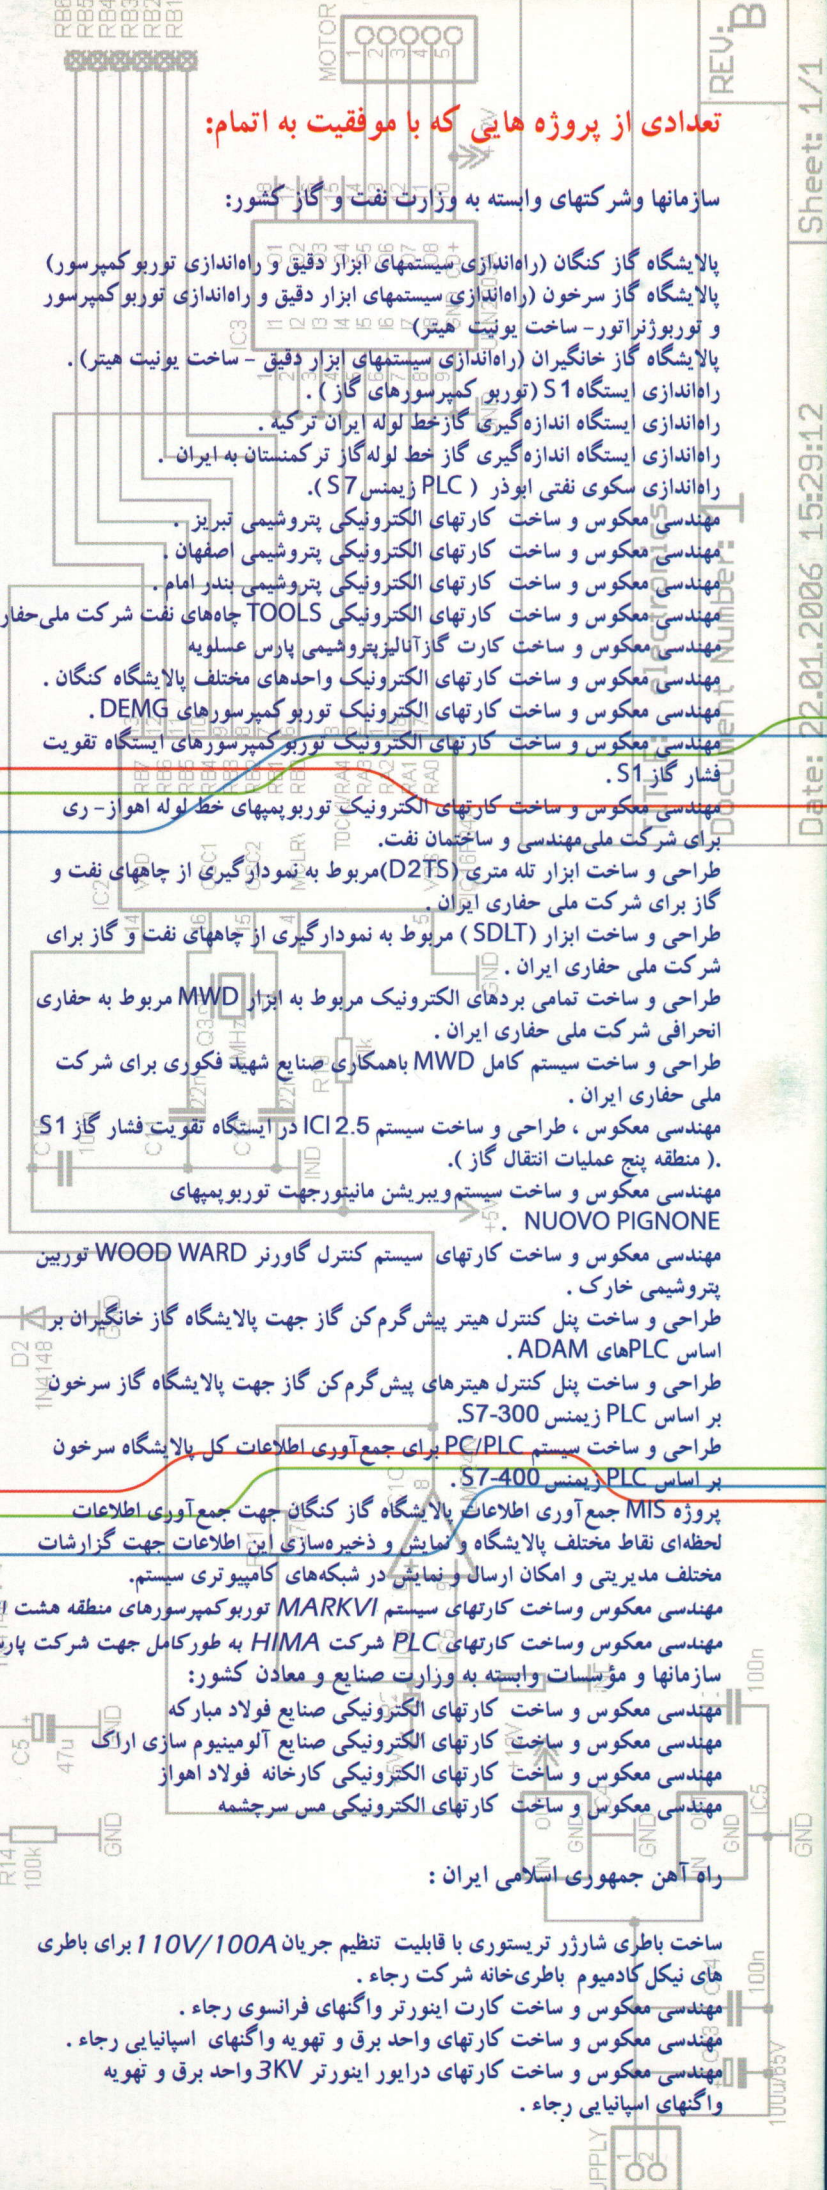 تعدادی از پروژه هایی که با موفقیت به اتمام:
سازمانها وشرکتهای وابسته به وزارت نفت و گاز کشور:
پالایشگاه گاز کنگان (راه‌اندازی سیستمهای ابزار دقیق و راه‌اندازی توربوکمپرسور)
پالایشگاه گاز سرخون (راه‌اندازی سیستمهای ابزار دقیق و راه‌اندازی توربوکمپرسور
و توربوژنراتور- ساخت یونیت هیتر)
پالایشگاه گاز خانگیران (راه‌اندازی سیستمهای ابزار دقیق - ساخت یونیت هیتر) .
راه‌اندازی ایستگاه S1 (توربو کمپرسورهای گاز ) .
راه‌اندازی ایستگاه اندازه‌گیری گازخط لوله ایران ترکیه .
راه‌اندازی ایستگاه اندازه‌گیری گاز خط لوله‌گاز ترکمنستان به ایران .
راه‌اندازی سکوی نفتی ابوذر ( PLC زیمنس S7 ).
مهندسی معکوس و ساخت کارتهای الکترونیکی پتروشیمی تبریز .
مهندسی معکوس و ساخت کارتهای الکترونیکی پتروشیمی اصفهان .
مهندسی معکوس و ساخت کارتهای الکترونیکی پتروشیمی بندر امام .
مهندسی معکوس و ساخت کارتهای الکترونیکی TOOLS چاه‌های نفت شرکت ملی‌حفار
مهندسی معکوس و ساخت کارت گازآنالیزپتروشیمی پارس عسلویه
مهندسی معکوس و ساخت کارتهای الکترونیک واحدهای مختلف پالایشگاه کنگان .
مهندسی معکوس و ساخت کارتهای الکترونیک توربوکمپرسورهای DEMG .
مهندسی معکوس و ساخت کارتهای الکترونیک توربوکمپرسورهای ایستگاه تقویت
فشار گاز S1 .
مهندسی معکوس و ساخت کارتهای الکترونیک توربوپمپهای خط لوله اهواز- ری
برای شرکت ملی‌مهندسی و ساختمان نفت.
طراحی و ساخت ابزار تله متری (D2TS)مربوط به نمودارگیری از چاههای نفت و
گاز برای شرکت ملی حفاری ایران .
طراحی و ساخت ابزار (SDLT ) مربوط به نمودارگیری از چاههای نفت و گاز برای
شرکت ملی حفاری ایران .
طراحی و ساخت تمامی بردهای الکترونیک مربوط به ابزار MWD مربوط به حفاری
انحرافی شرکت ملی حفاری ایران .
طراحی و ساخت سیستم کامل MWD باهمکاری صنایع شهید فکوری برای شرکت
ملی حفاری ایران .
مهندسی معکوس ، طراحی و ساخت سیستم ICI 2.5 در ایستگاه تقویت فشار گاز S1
.( منطقه پنج عملیات انتقال گاز ).
مهندسی معکوس و ساخت سیستم‌ویبریشن مانیتورجهت توربوپمپهای
NUOVO PIGNONE .
مهندسی معکوس و ساخت کارتهای سیستم کنترل گاورنر WOOD WARD توربین
پتروشیمی خارک .
طراحی و ساخت پنل کنترل هیتر پیش‌گرم‌کن گاز جهت پالایشگاه گاز خانگیران بر
اساس PLCهای ADAM .
طراحی و ساخت پنل کنترل هیترهای پیش‌گرم‌کن گاز جهت پالایشگاه گاز سرخون
بر اساس PLC زیمنس S7-300.
طراحی و ساخت سیستم PC/PLC برای جمع‌آوری اطلاعات کل پالایشگاه سرخون
بر اساس PLC زیمنس S7-400 .
پروژه MIS جمع‌آوری اطلاعات پالایشگاه گاز کنگان جهت جمع‌آوری اطلاعات
لحظه‌ای نقاط مختلف پالایشگاه و نمایش و ذخیره‌سازی این اطلاعات جهت گزارشات
مختلف مدیریتی و امکان ارسال و نمایش در شبکه‌های کامپیوتری سیستم.
مهندسی معکوس وساخت کارتهای سیستم MARKVI توربوکمپرسورهای منطقه هشت
مهندسی معکوس وساخت کارتهای PLC شرکت HIMA به طورکامل جهت شرکت پارس
سازمانها و مؤسسات وابسته به وزارت صنایع و معادن کشور:
مهندسی معکوس و ساخت کارتهای الکترونیکی صنایع فولاد مبارکه
مهندسی معکوس و ساخت کارتهای الکترونیکی صنایع آلومینیوم سازی اراک
مهندسی معکوس و ساخت کارتهای الکترونیکی کارخانه فولاد اهواز
مهندسی معکوس و ساخت کارتهای الکترونیکی مس سرچشمه
راه آهن جمهوری اسلامی ایران :
ساخت باطری شارژر تریستوری با قابلیت تنظیم جریان 110V/100A برای باطری
های نیکل کادمیوم باطری‌خانه شرکت رجاء .
مهندسی معکوس و ساخت کارت اینورتر واگنهای فرانسوی رجاء .
مهندسی معکوس و ساخت کارتهای واحد برق و تهویه واگنهای اسپانیایی رجاء .
مهندسی معکوس و ساخت کارتهای درایور اینورتر 3KV واحد برق و تهویه
واگنهای اسپانیایی رجاء .
MOTOR
REV: B
Sheet: 1/1
Date: 22.01.2006 15:29:12
Document Number: 1